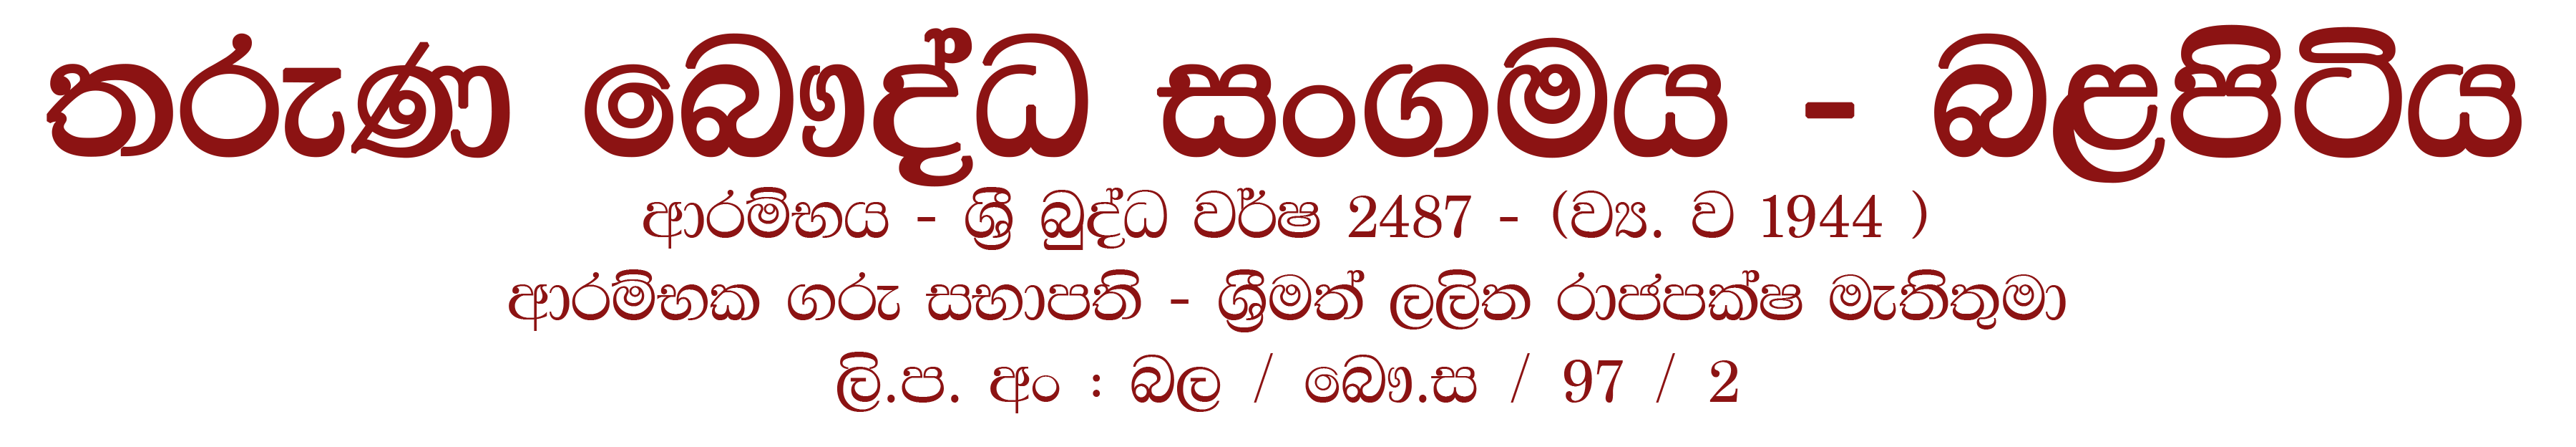 තරුණ බෞද්ධ සංගමය - බළපිටිය
ආරම්භය - ශ්‍රී බුද්ධ වර්ෂ 2487 - (ව්‍ය. ව 1944 )
ආරම්භක ගරු සභාපති - ශ්‍රීමත් ලලිත රාජපක්ෂ මැතිතුමා
ලි.ප. අං : බල / බෞ.ස / 97 / 2